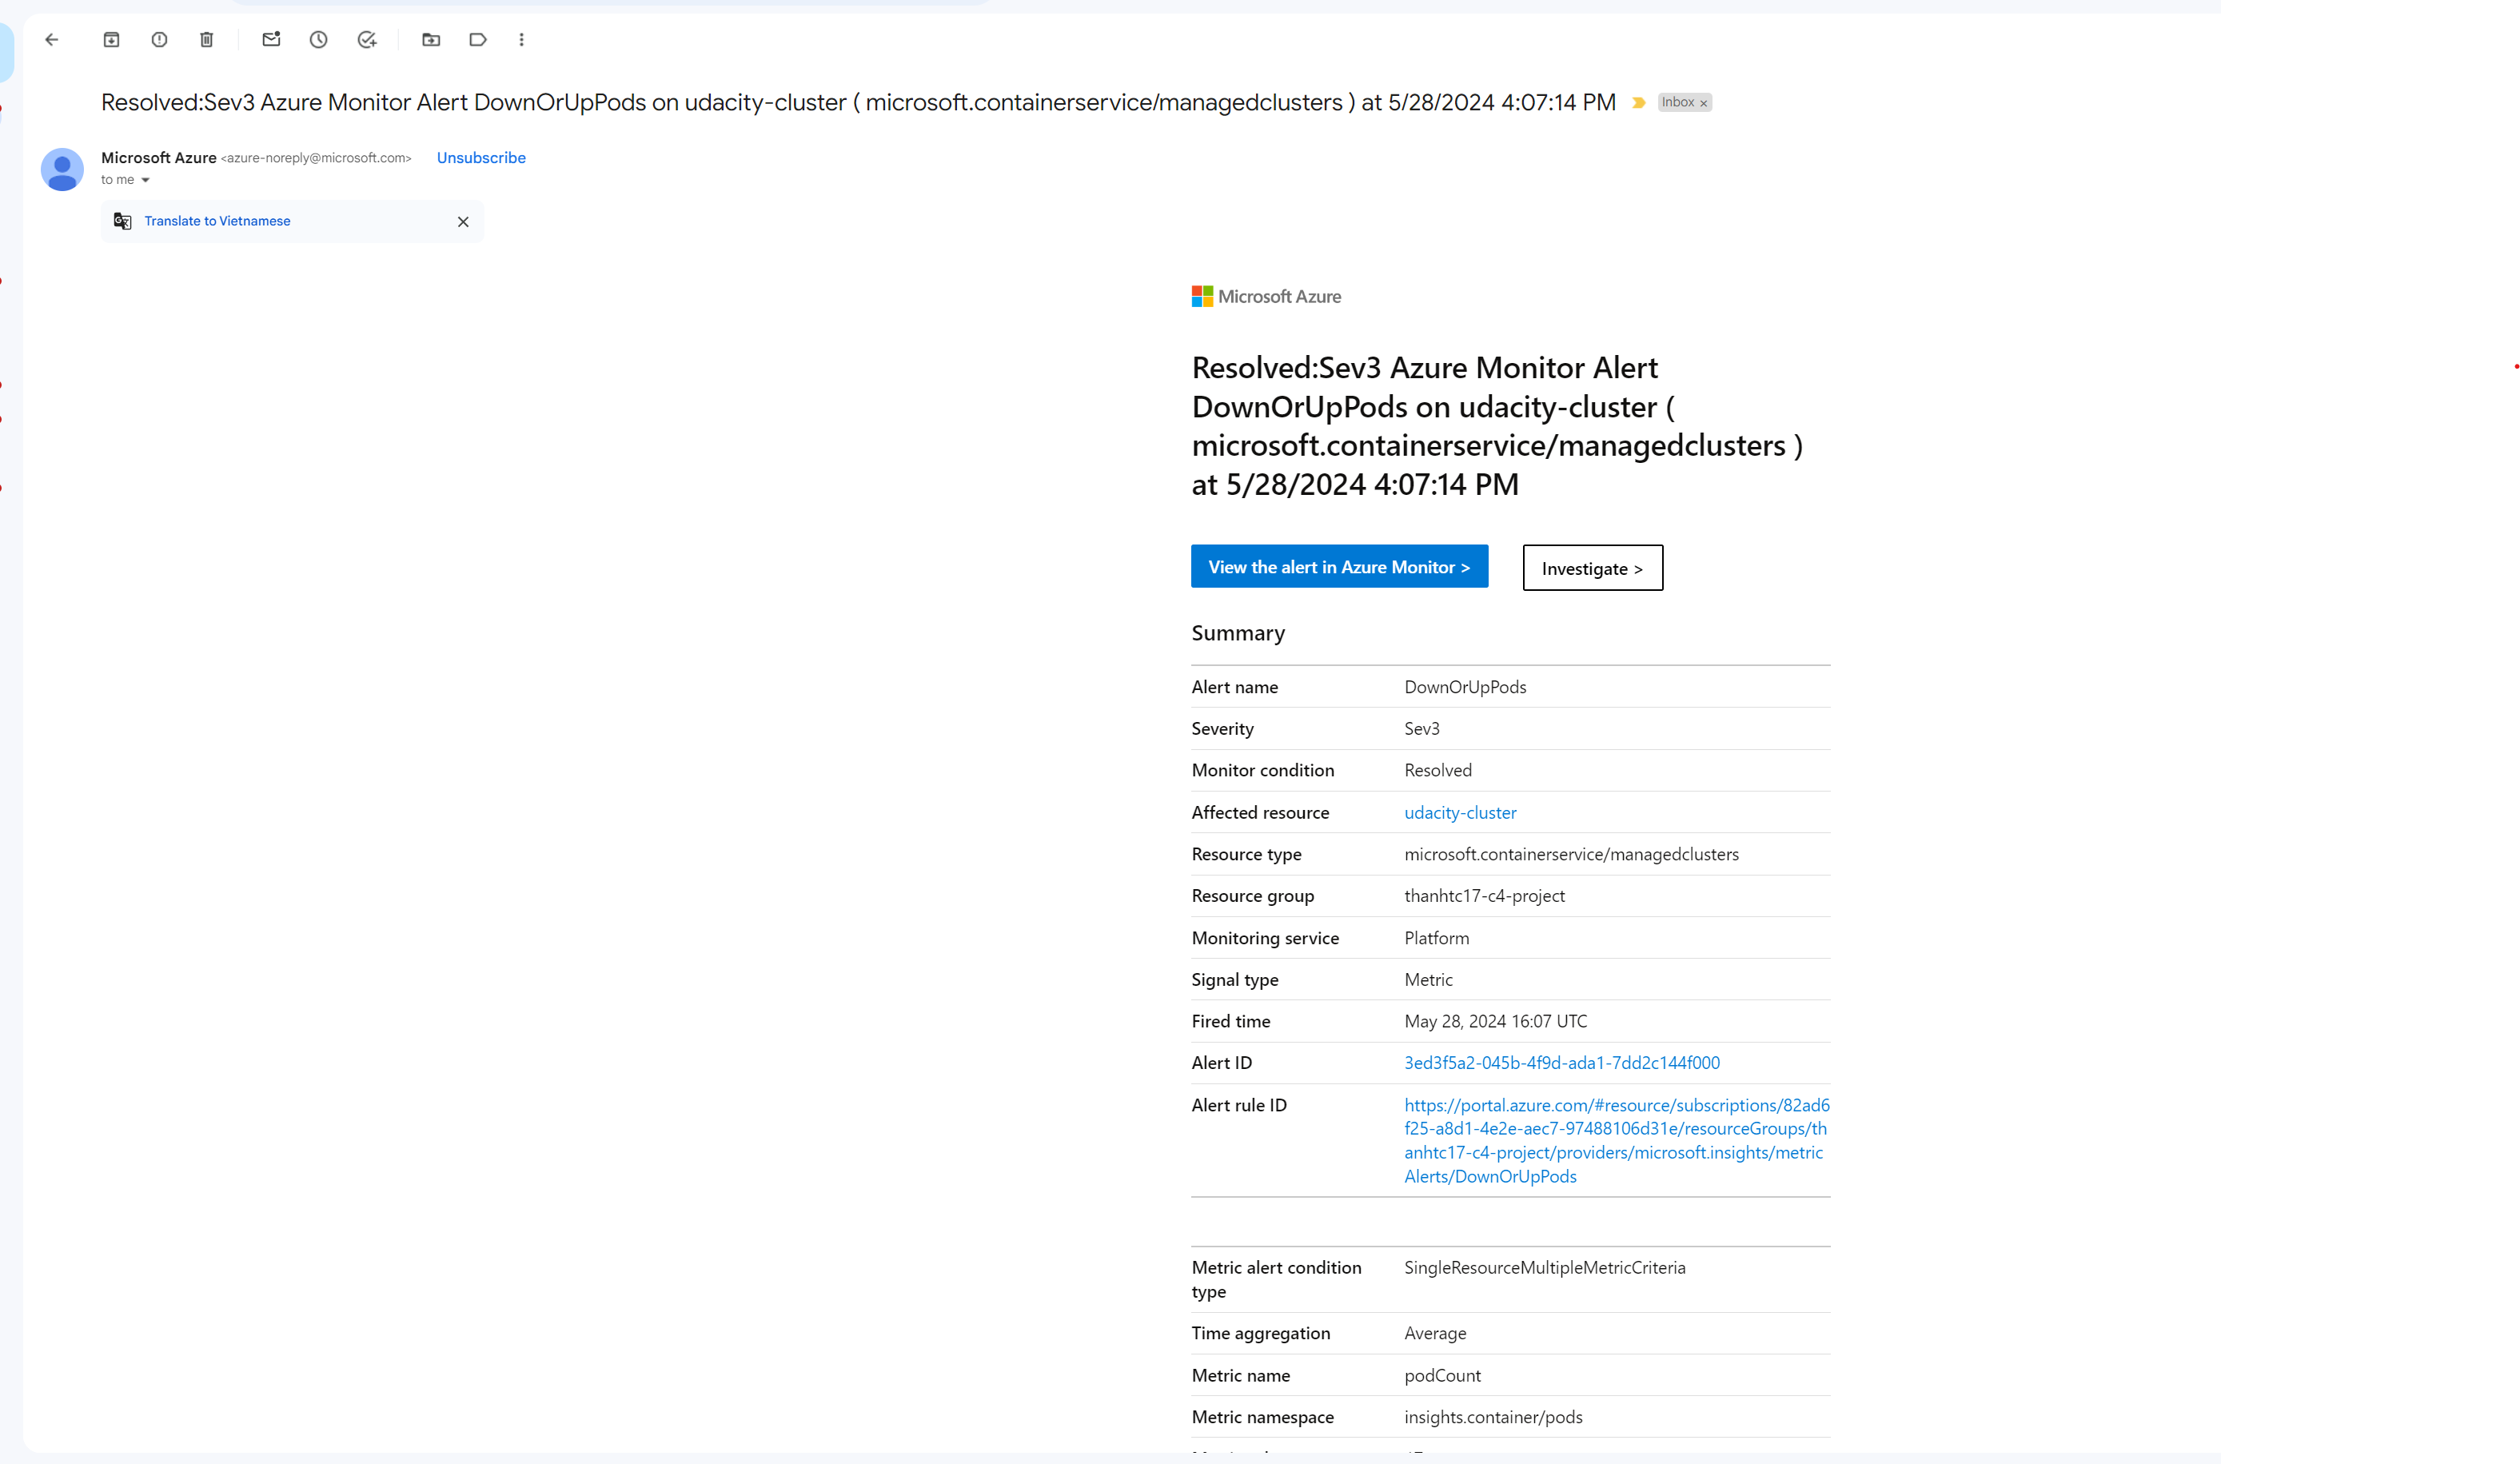 Resolved:Sev3 Azure Monitor Alert DownOrUpPods on udacity-cluster ( microsoft.containerservice/managedclusters ) at 5/28/2024 4:07:14 PM Inbox ×
Microsoft Azure <azure-noreply@microsoft.com> Unsubscribe
to me
Translate to Vietnamese
Microsoft Azure
Resolved:Sev3 Azure Monitor Alert
DownOrUpPods on udacity-cluster (
microsoft.containerservice/managedclusters )
at 5/28/2024 4:07:14 PM
View the alert in Azure Monitor > Investigate >
Summary
Alert name DownOrUpPods
Severity Sev3
Monitor condition Resolved
Affected resource udacity-cluster
Resource type microsoft.containerservice/managedclusters
Resource group thanhtc17-c4-project
Monitoring service Platform
Signal type Metric
Fired time May 28, 2024 16:07 UTC
Alert ID 3ed3f5a2-045b-4f9d-ada1-7dd2c144f000
Alert rule ID https://portal.azure.com/#resource/subscriptions/82ad6
f25-a8d1-4e2e-aec7-97488106d31e/resourceGroups/th
anhtc17-c4-project/providers/microsoft.insights/metric
Alerts/DownOrUpPods
Metric alert condition SingleResourceMultipleMetricCriteria
type
Time aggregation Average
Metric name podCount
Metric namespace insights.container/pods